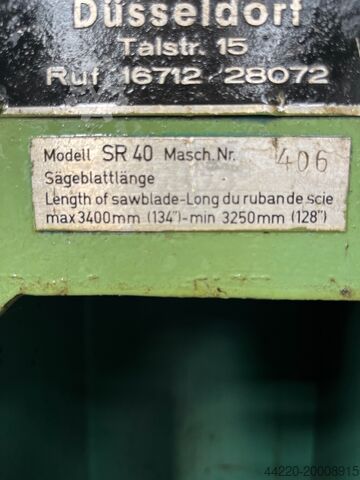 Düsseldorf
Talstr. 15
Ruf 16712 28072
Modell SR 40 Masch.Nr. 406
Sägeblattlänge
Length of sawblade-Long du ruban de scie
max 3400mm (134")-min 3250mm (128")
44220-20008915